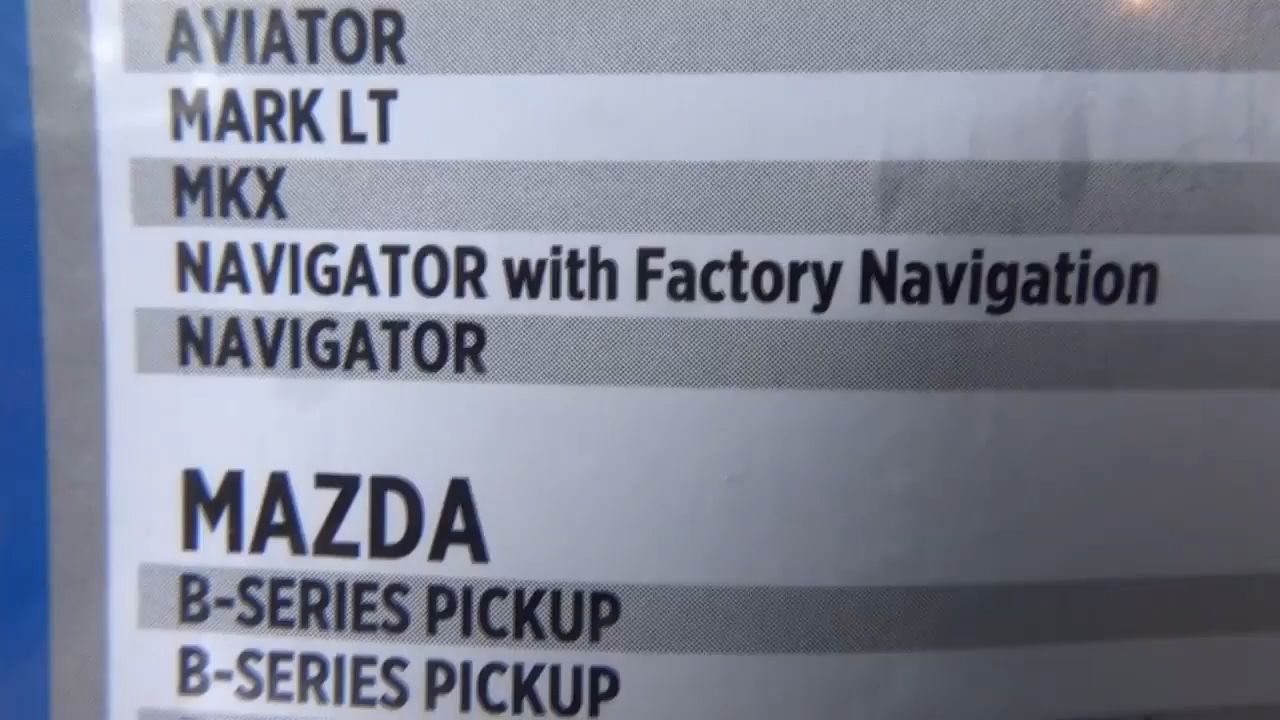 AVIATOR
MARK LT
MKX
NAVIGATOR with Factory Navigation
NAVIGATOR
MAZDA
B-SERIES PICKUP
B-SERIES PICKUP